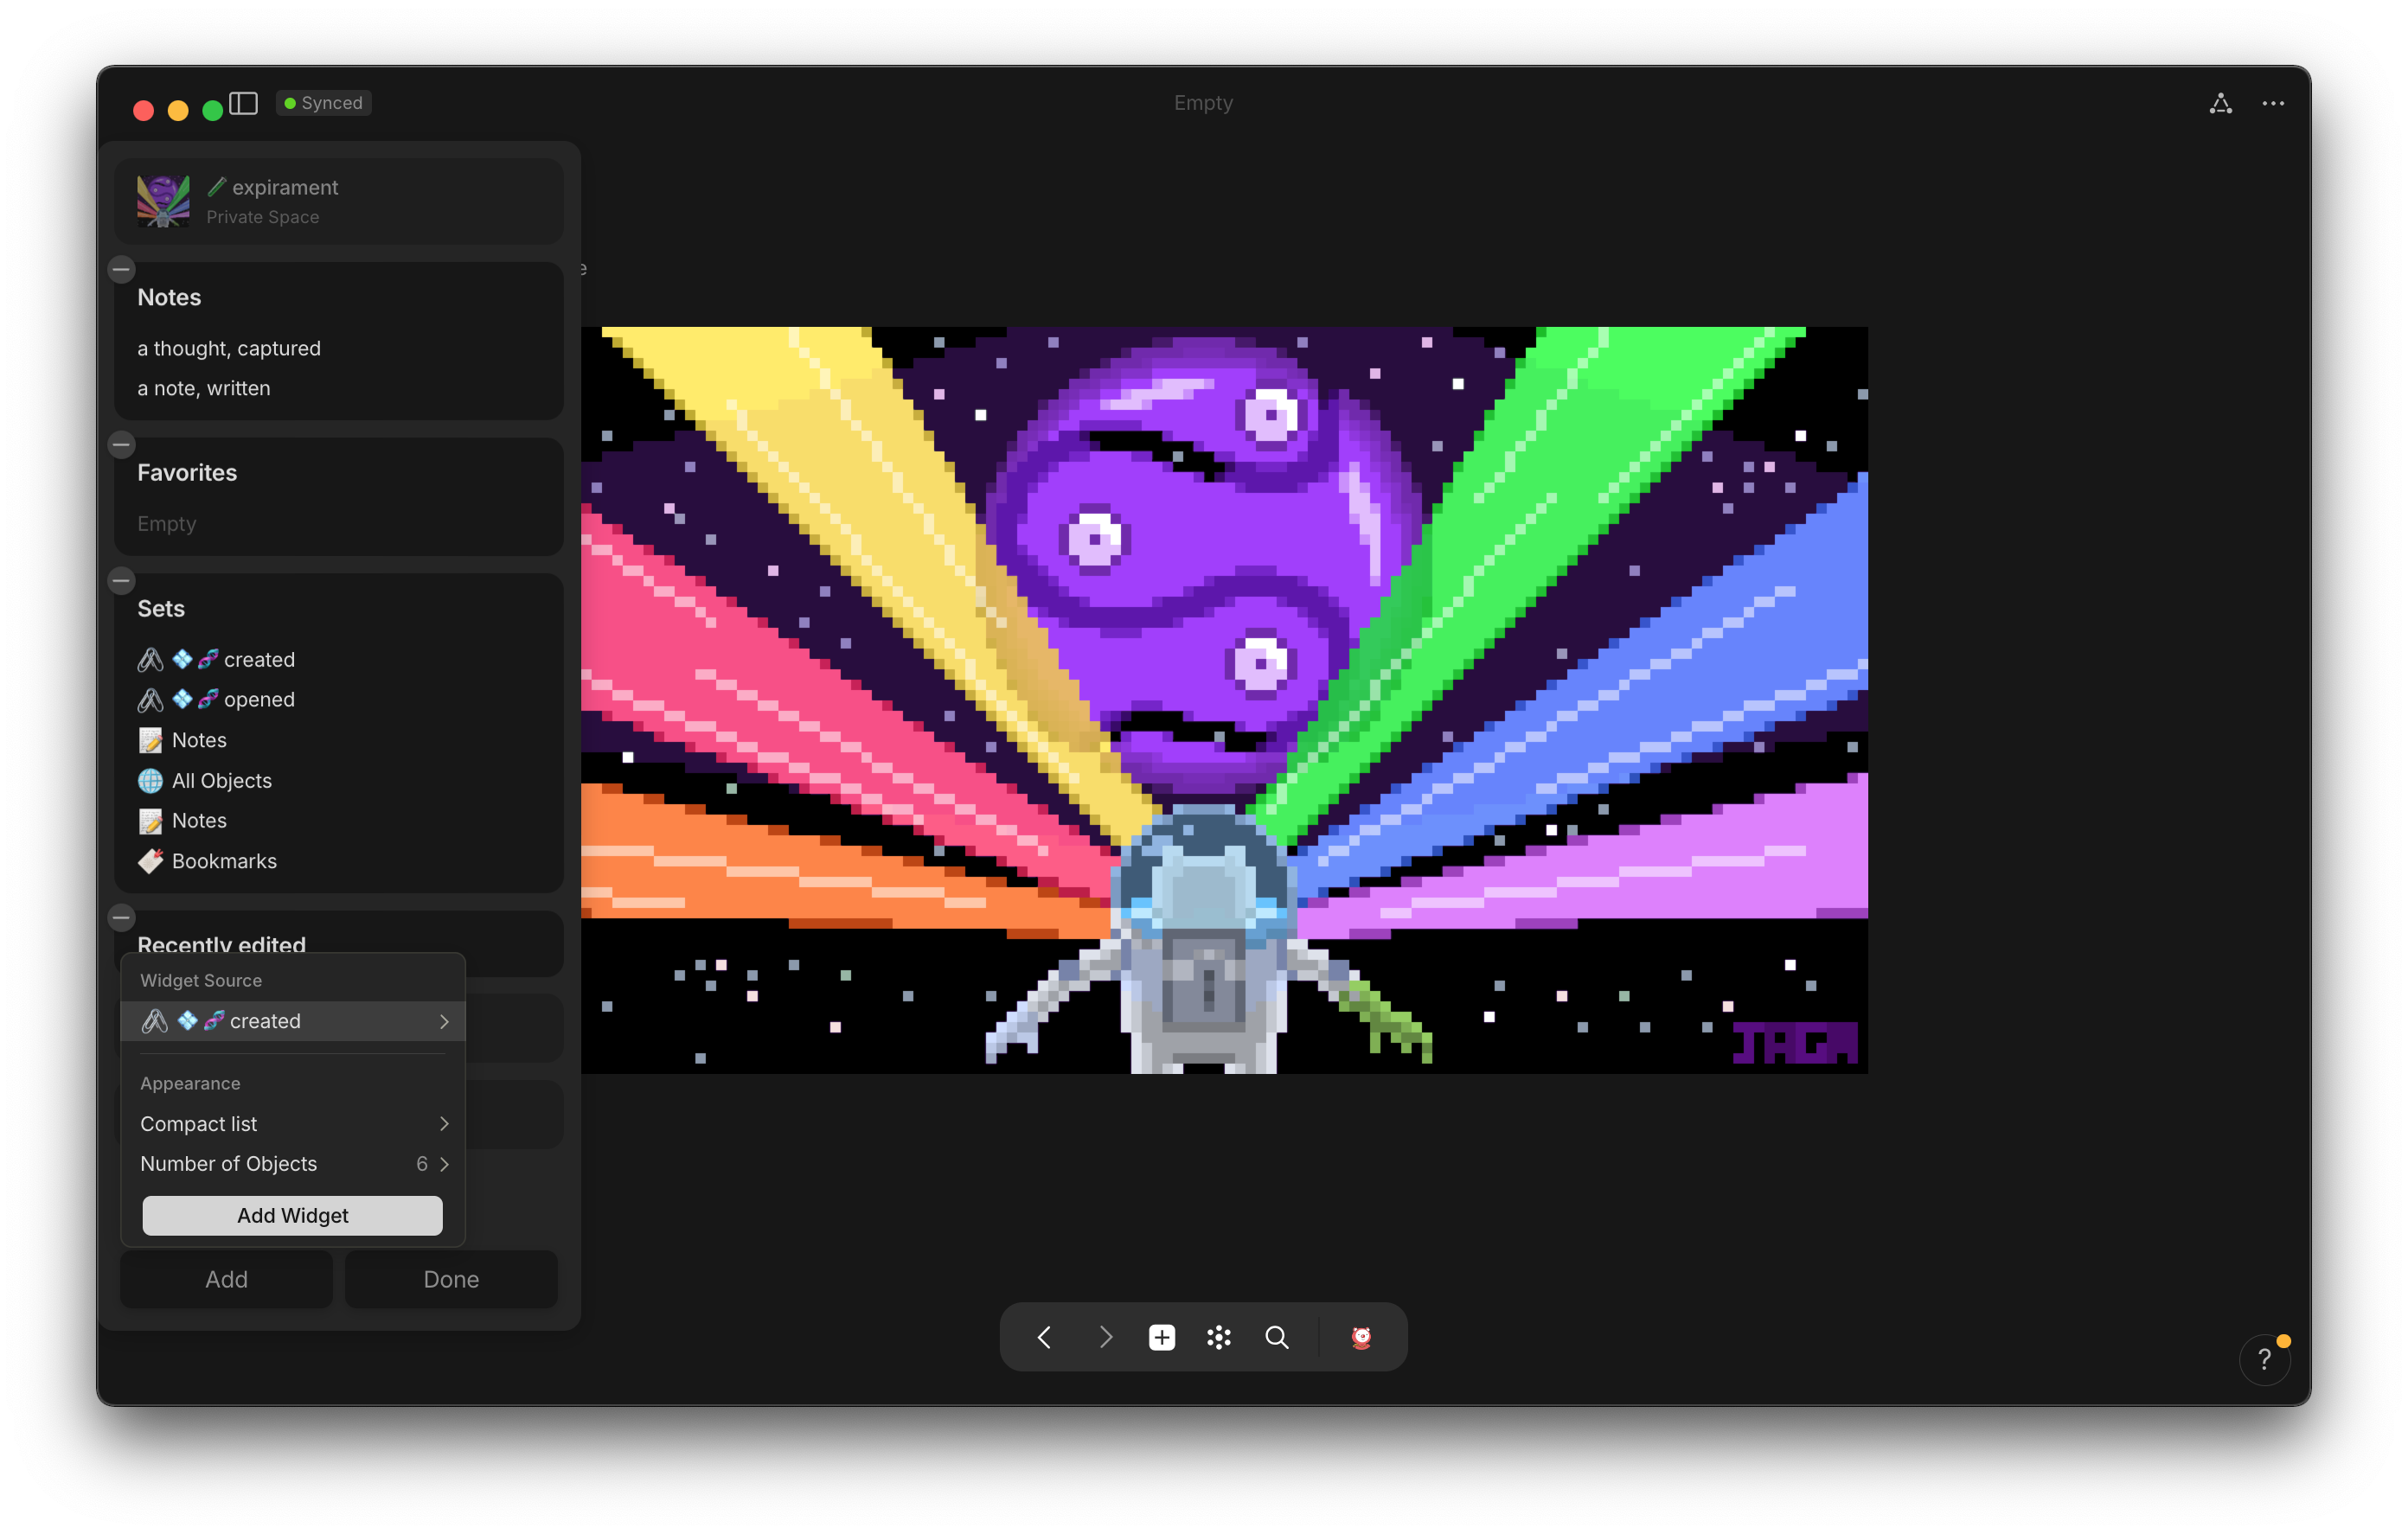 Synced
Empty
expirament
Private Space
Notes
a thought, captured
a note, written
Favorites
Empty
Sets
created
opened
Notes
All Objects
Notes
Bookmarks
Recently edited
Widget Source
created
Appearance
Compact list
Number of Objects 6
Add Widget
Add
Done
JAGA
?